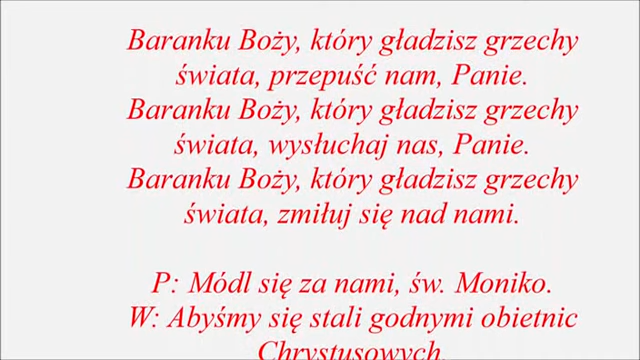 Baranku Boży, który gładzisz grzechy
świata, przepuść nam, Panie.
Baranku Boży, który gładzisz grzechy
świata, wysłuchaj nas, Panie.
Baranku Boży, który gładzisz grzechy
świata, zmiłuj się nad nami.
P: Módl się za nami, św. Moniko.
W: Abyśmy się stali godnymi obietnic
Chrystusowych.